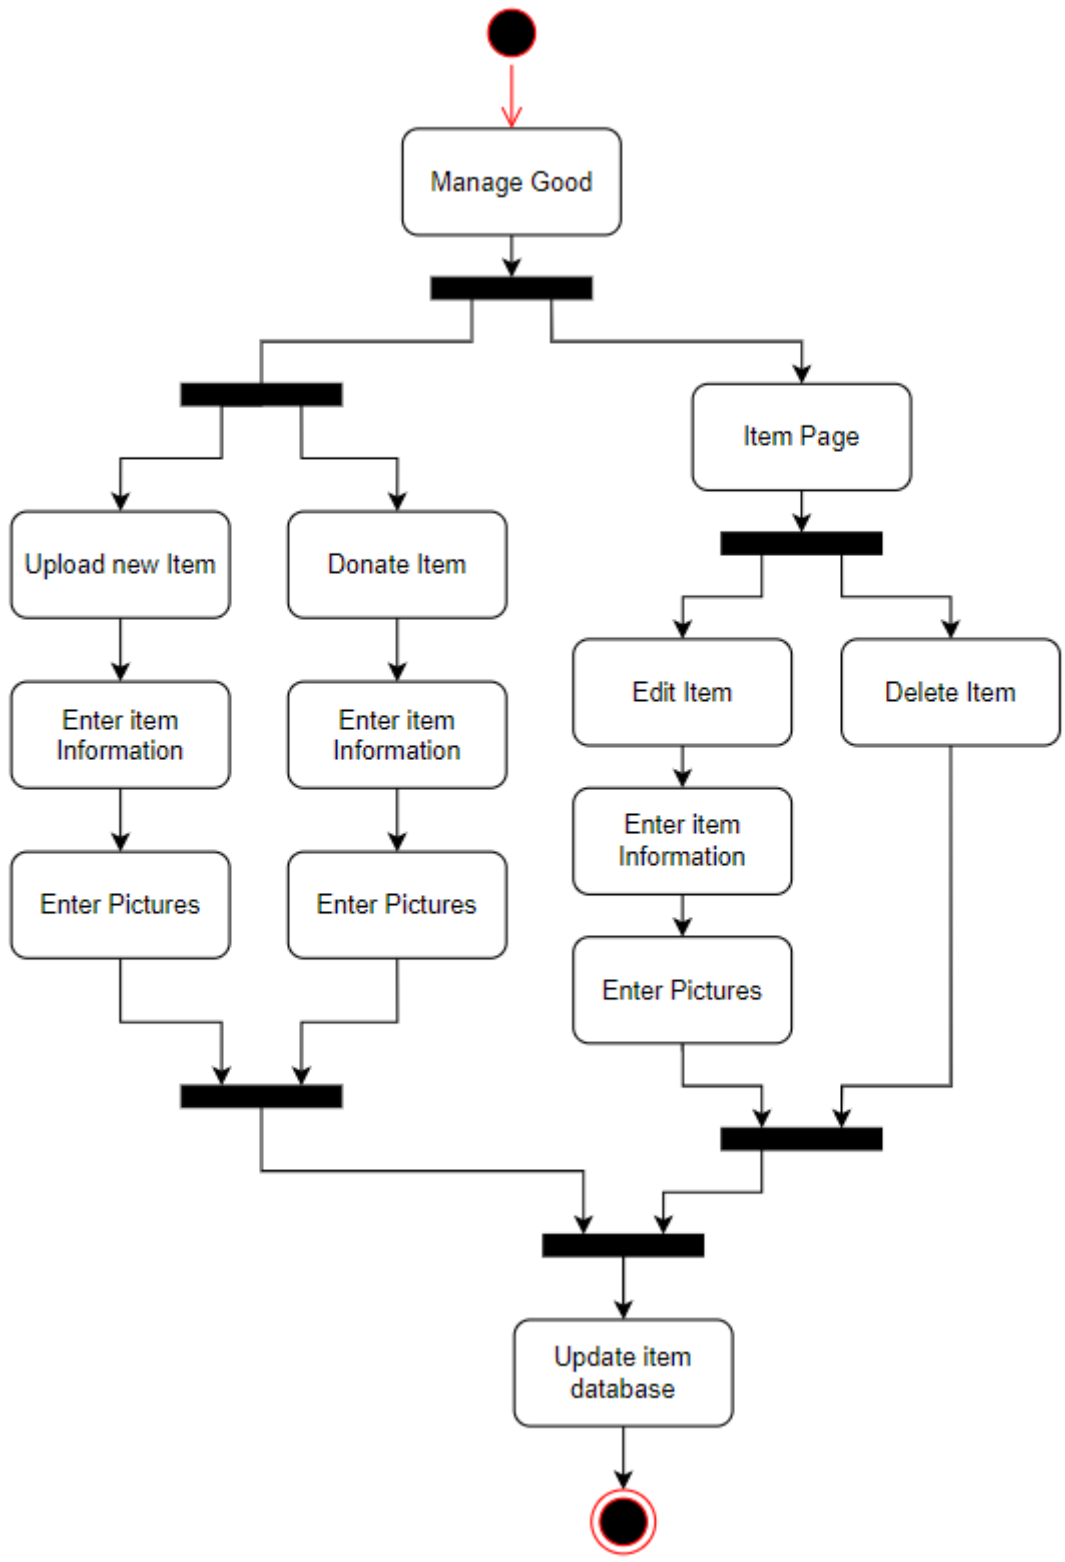 Manage Good
Item Page
Upload new Item
Donate Item
Edit Item
Delete Item
Enter item
Information
Enter item
Information
Enter item
Information
Enter Pictures
Enter Pictures
Enter Pictures
Update item
database